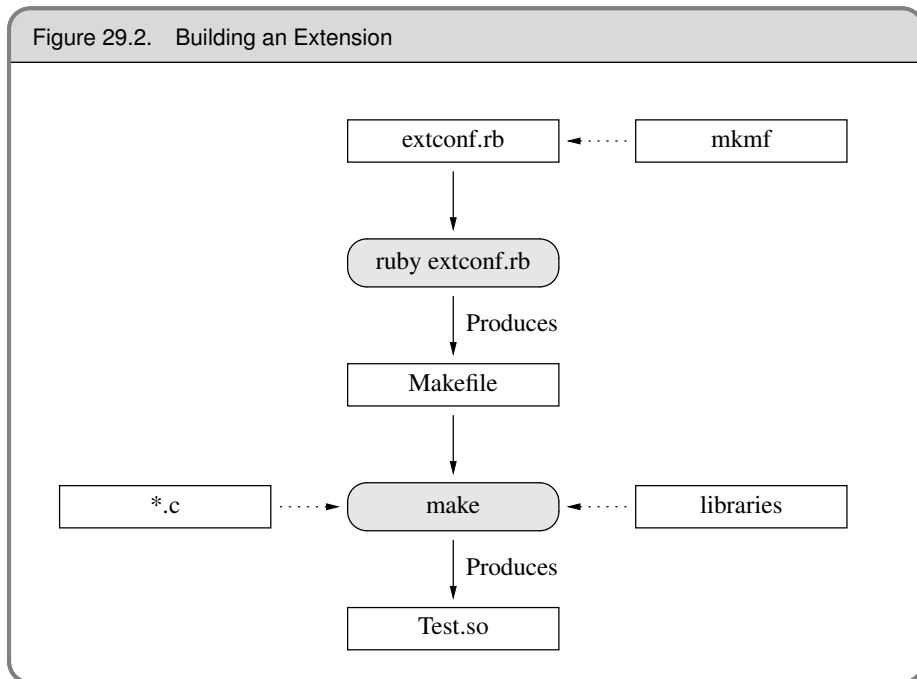 Figure 29.2. Building an Extension
extconf.rb
mkmf
ruby extconf.rb
Produces
Makefile
*.c
make
libraries
Produces
Test.so